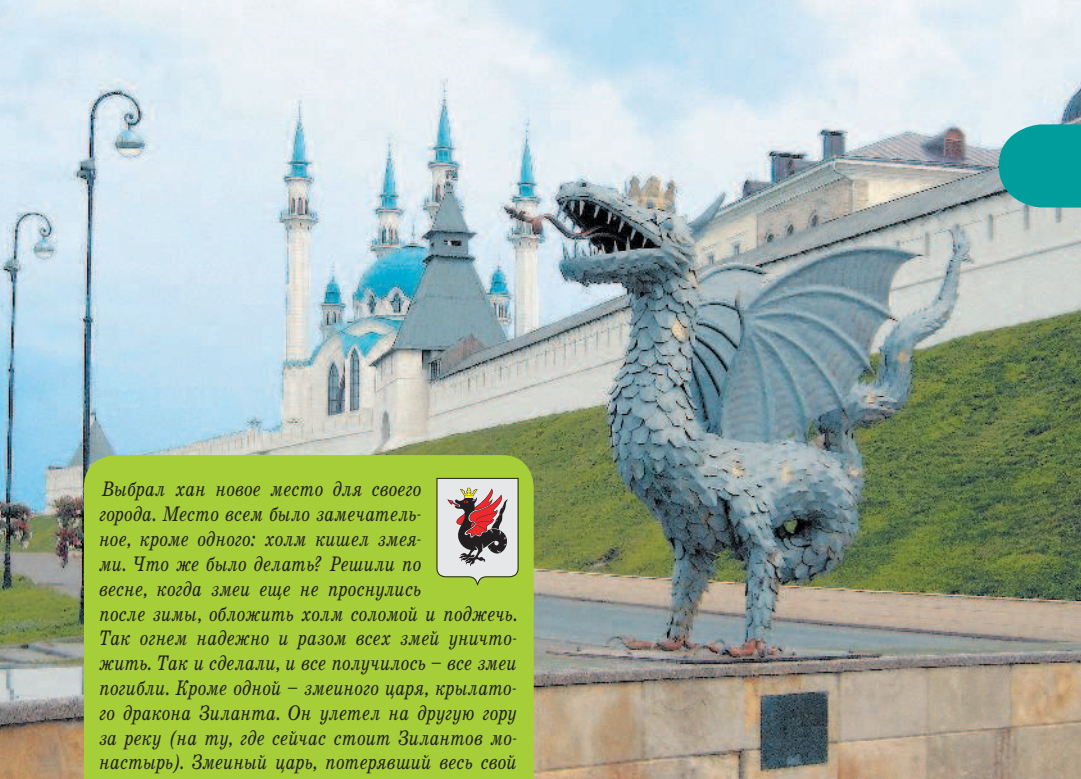 Выбрал хан новое место для своего
города. Место всем было замечатель-
ное, кроме одного: холм кишел змея-
ми. Что же было делать? Решили по
весне, когда змеи еще не проснулись
после зимы, обложить холм соломой и поджечь.
Так огнем надежно и разом всех змей уничто-
жить. Так и сделали, и все получилось – все змеи
погибли. Кроме одной – змеиного царя, крылато-
го дракона Зиланта. Он улетел на другую гору
за реку (на ту, где сейчас стоит Зилантов мо-
настырь). Змеиный царь, потерявший весь свой